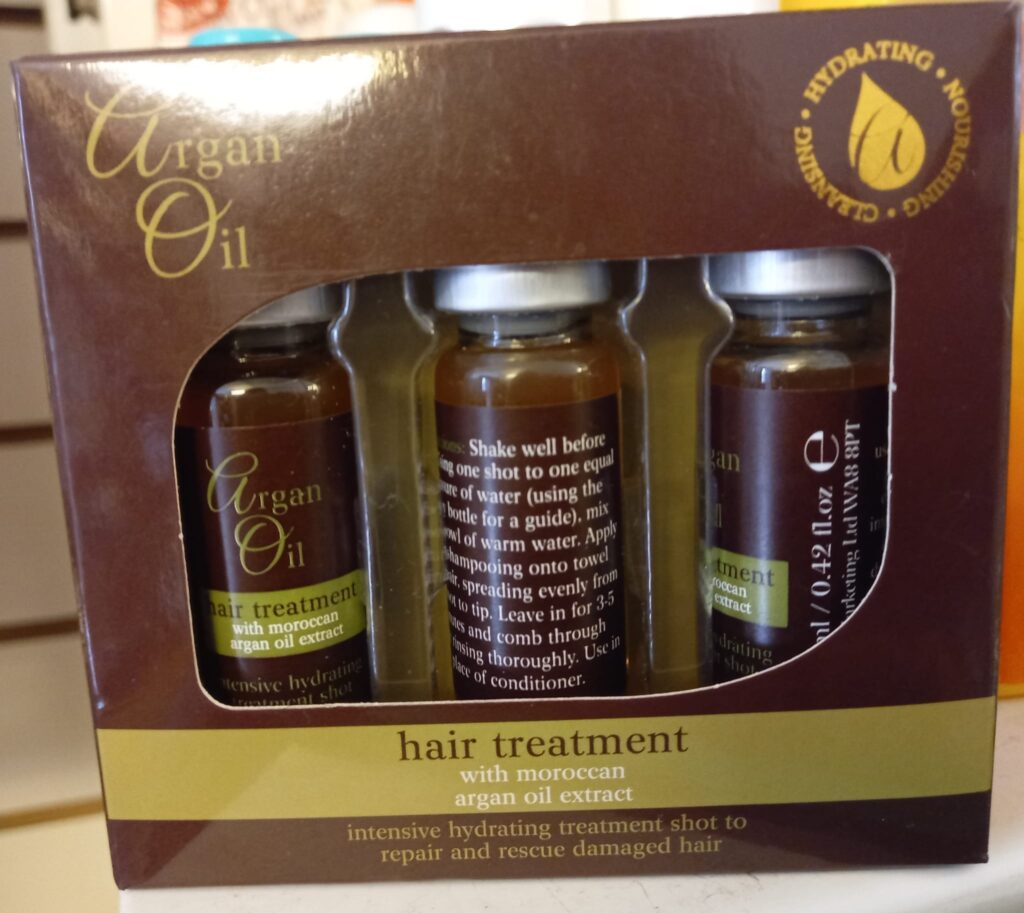 Argan
Oil
HYDRATING • NOURISHING • CLEANSING •
a
Argan
Oil
hair treatment
with moroccan
argan oil extract
intensive hydrating
treatment shot
Shake well before
one shot to one equal
of water (using the
bottle for a guide), mix
of warm water. Apply
shampooing onto towel
spreading evenly from
to tip. Leave in for 3-5
and comb through
rinsing thoroughly. Use in
place of conditioner.
extract
0.42 fl.oz e
Ltd WA8 8PT
hair treatment
with moroccan
argan oil extract
intensive hydrating treatment shot to
repair and rescue damaged hair